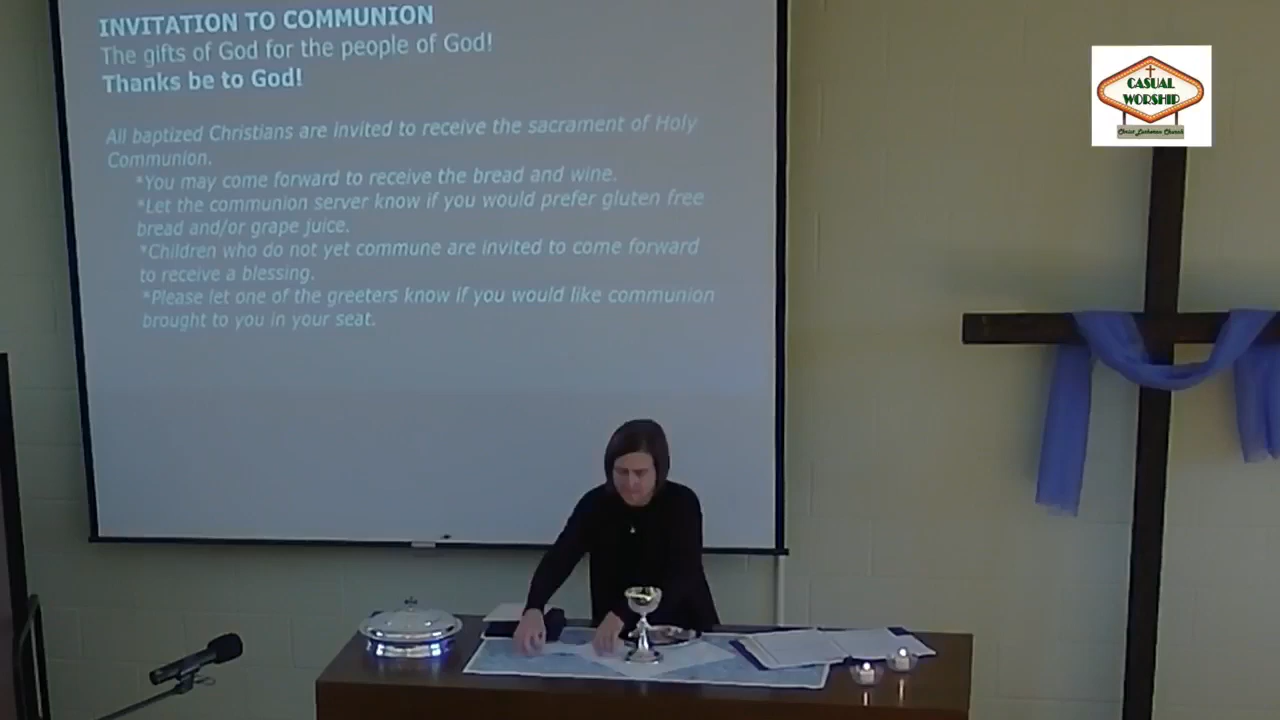 INVITATION TO COMMUNION
The gifts of God for the people of God!
Thanks be to God!
All baptized Christians are invited to receive the sacrament of Holy
Communion.
*You may come forward to receive the bread and wine.
*Let the communion server know if you would prefer gluten free
bread and/or grape juice.
*Children who do not yet commune are invited to come forward
to receive a blessing.
*Please let one of the greeters know if you would like communion
brought to you in your seat.
CASUAL
WORSHIP
Christ Lutheran Church